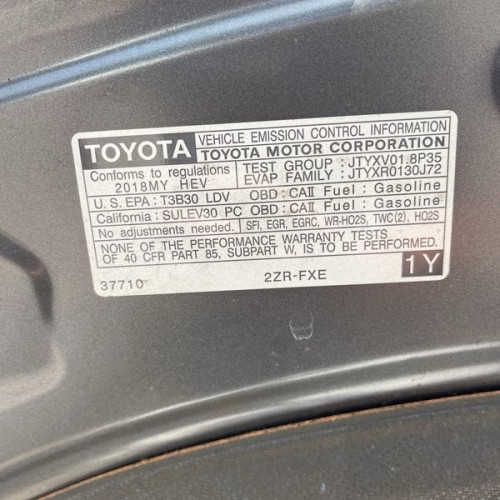 TOYOTA
VEHICLE EMISSION CONTROL INFORMATION
TOYOTA MOTOR CORPORATION
Conforms to regulations
2018MY HEV
TEST GROUP : JTYXV01.8P35
EVAP FAMILY : JTYXR0130J72
U.S. EPA : T3B30 LDV OBD : CAII Fuel : Gasoline
California : SULEV30 PC OBD : CAII Fuel : Gasoline
No adjustments needed. SFI, EGR, EGRC, WR-HO2S, TWC(2), HO2S
NONE OF THE PERFORMANCE WARRANTY TESTS
OF 40 CFR PART 85, SUBPART W, IS TO BE PERFORMED.
1Y
37710 2ZR-FXE